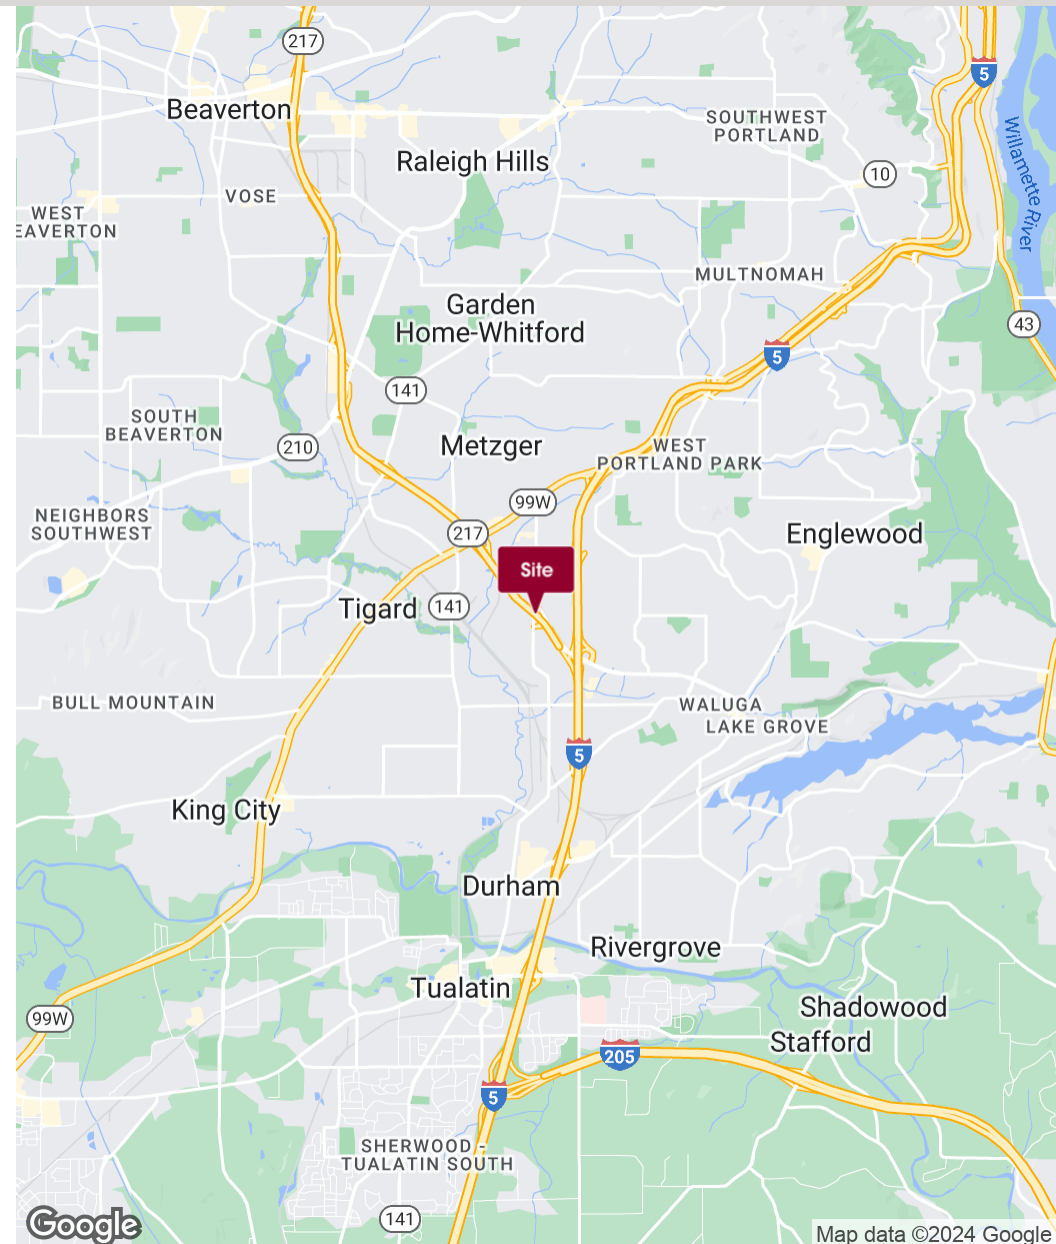 217
5
Beaverton
SOUTHWEST
PORTLAND
Raleigh Hills
10
Willamette River
VOSE
WEST
EAVERTON
MULTNOMAH
Garden
Home-Whitford
43
5
141
SOUTH
BEAVERTON
210
Metzger
WEST
PORTLAND PARK
99W
NEIGHBORS
SOUTHWEST
217
Englewood
Site
Tigard
141
BULL MOUNTAIN
WALUGA
LAKE GROVE
5
King City
Durham
Rivergrove
Tualatin
99W
Shadowood
Stafford
205
5
SHERWOOD -
TUALATIN SOUTH
141
Google
Map data ©2024 Google